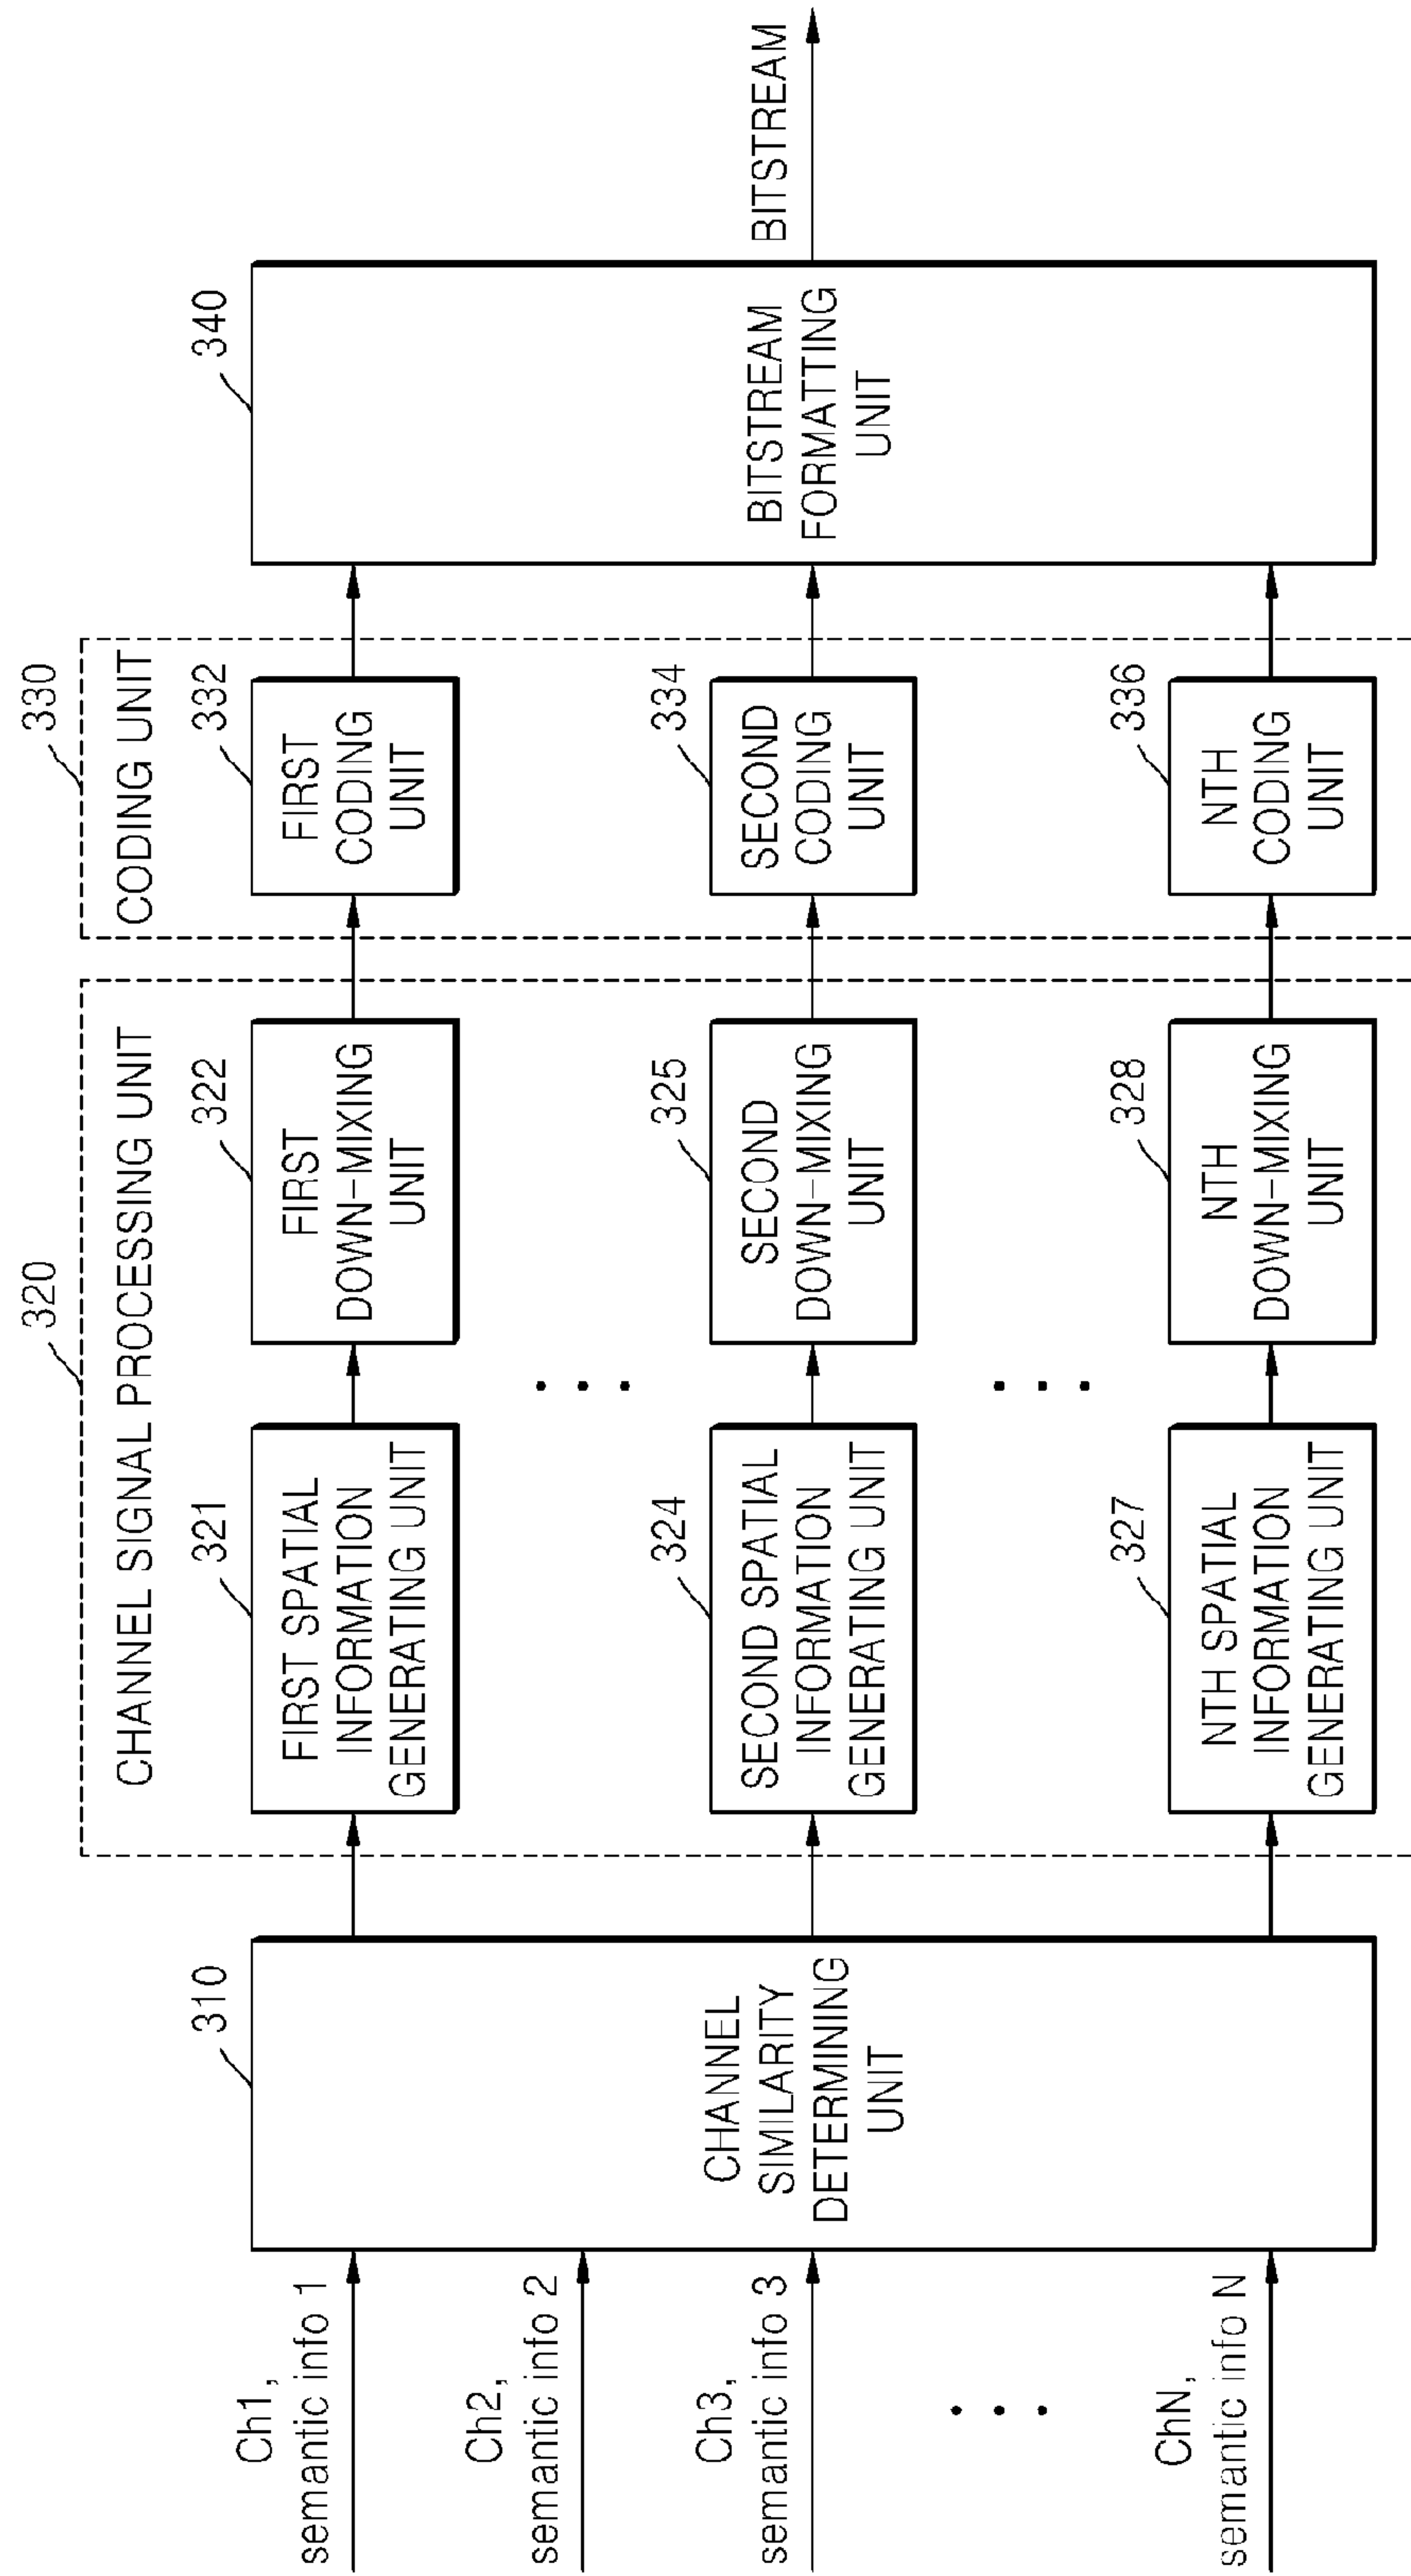 320
330
CHANNEL SIGNAL PROCESSING UNIT
CODING UNIT
310
321
322
332
340
Ch1,
semantic info 1
Ch2,
semantic info 2
Ch3,
semantic info 3
ChN,
semantic info N
CHANNEL
SIMILARITY
DETERMINING
UNIT
FIRST SPATIAL
INFORMATION
GENERATING UNIT
FIRST
DOWN-MIXING
UNIT
FIRST
CODING
UNIT
324
SECOND SPATIAL
INFORMATION
GENERATING UNIT
325
SECOND
DOWN-MIXING
UNIT
334
SECOND
CODING
UNIT
327
NTH SPATIAL
INFORMATION
GENERATING UNIT
328
NTH
DOWN-MIXING
UNIT
336
NTH
CODING
UNIT
BITSTREAM
FORMATTING
UNIT
BITSTREAM